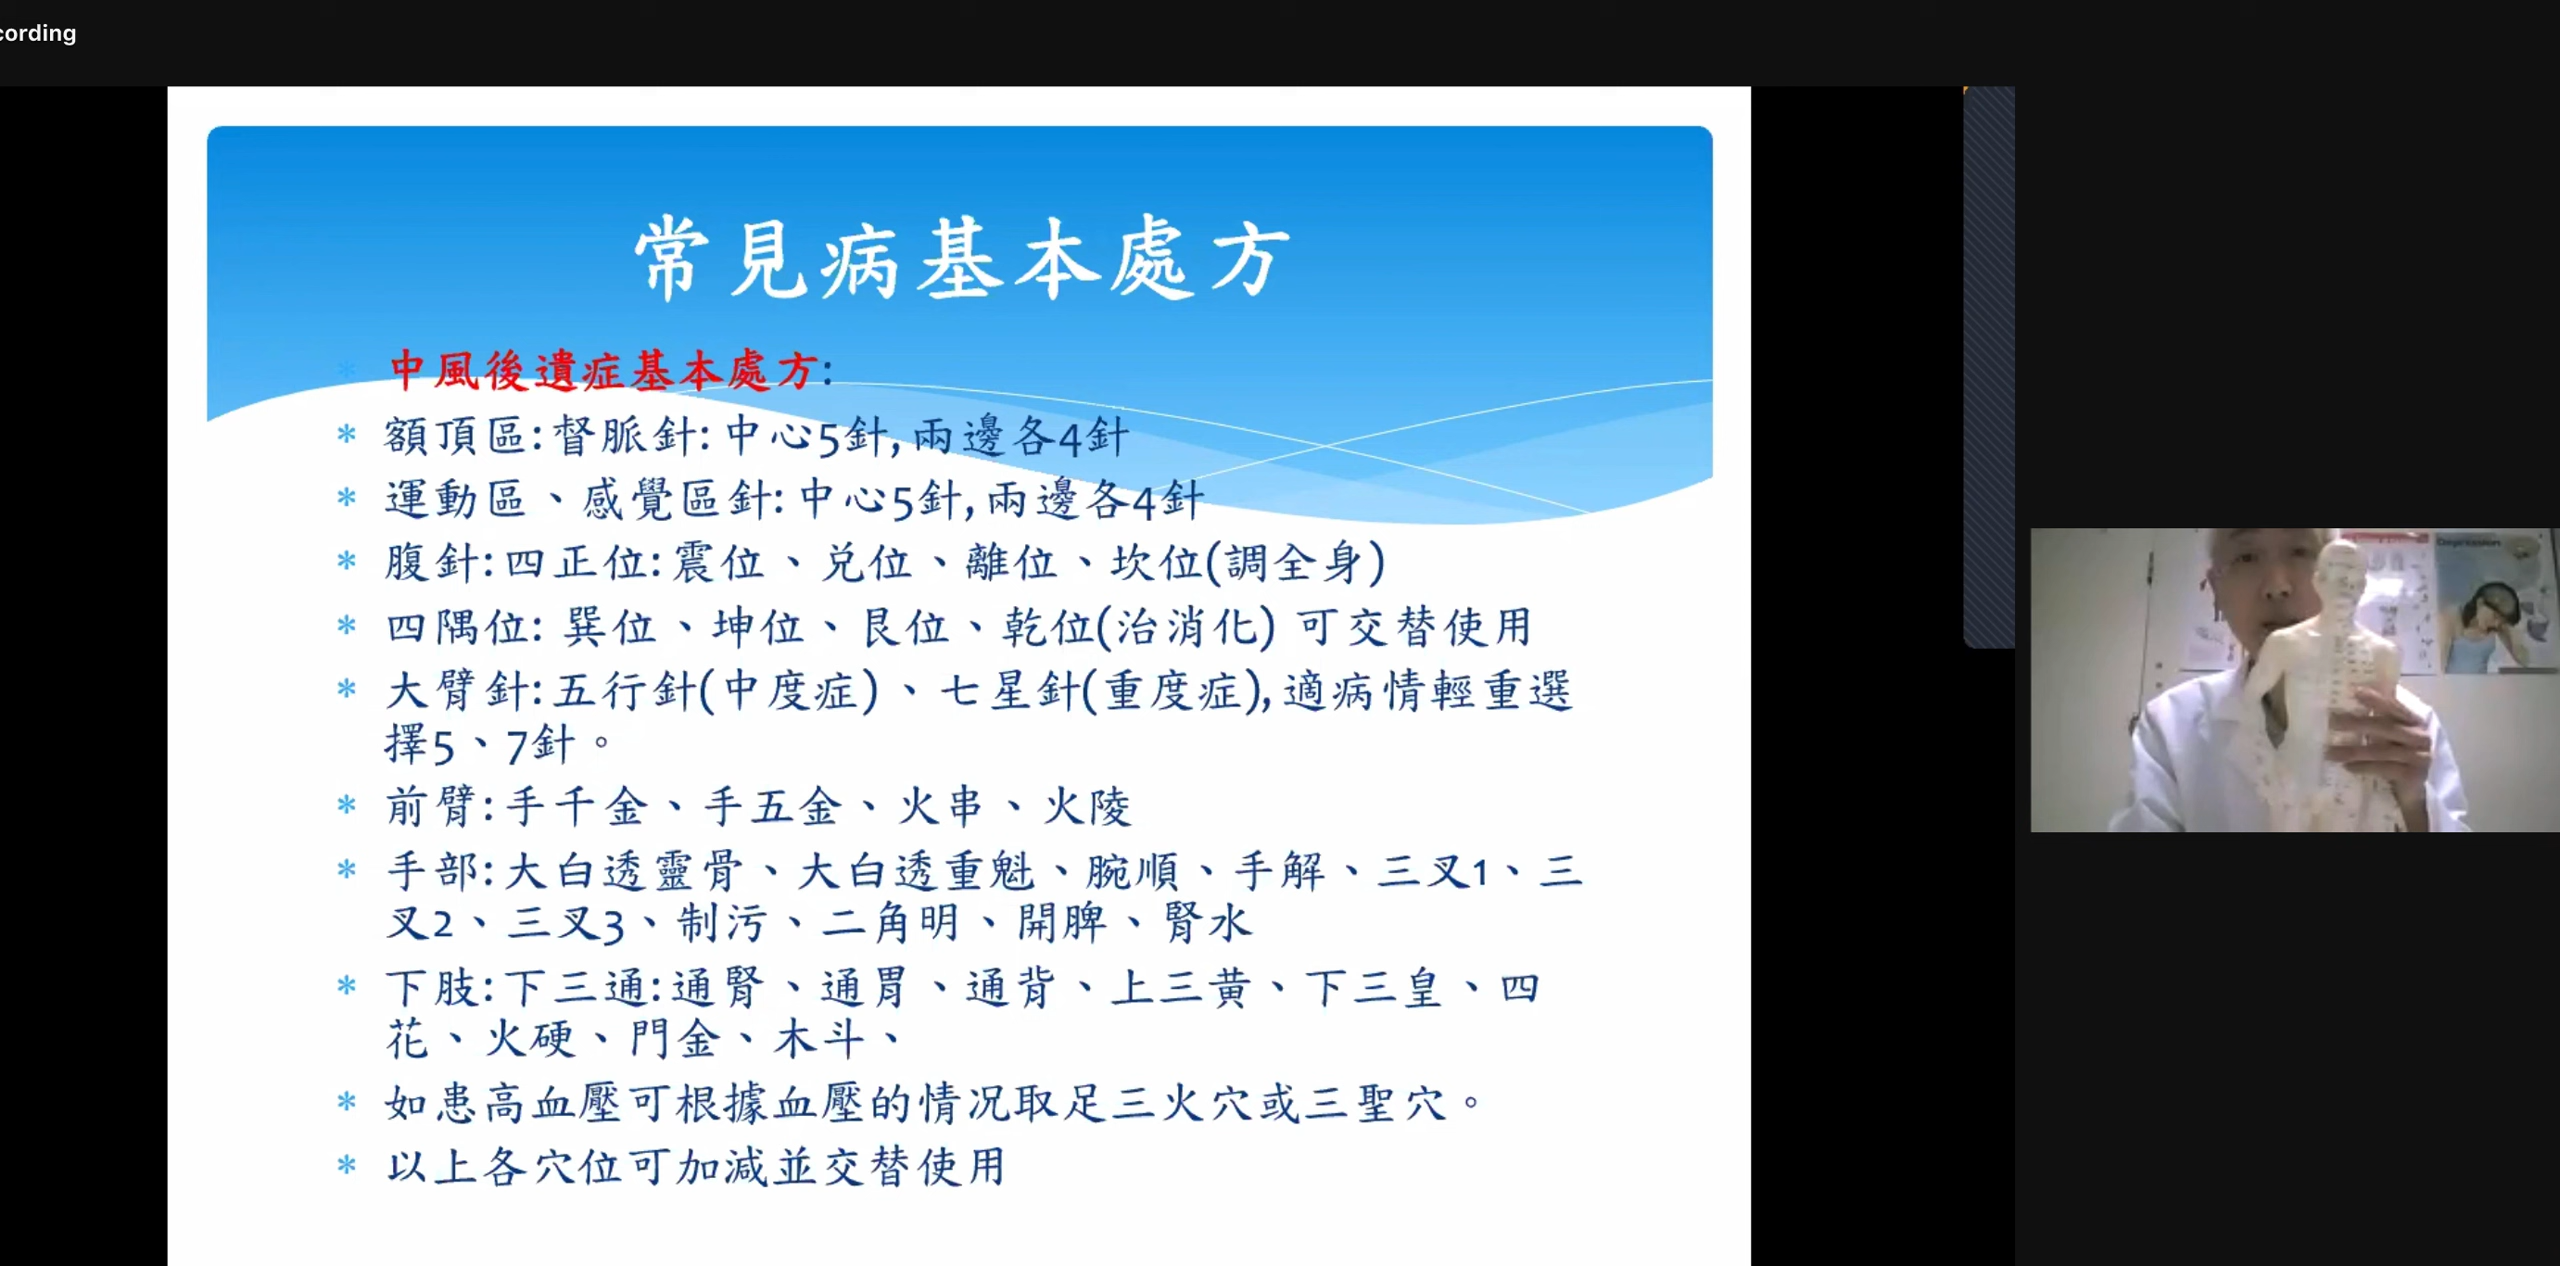 cording
常見病基本處方
中風後遺症基本處方:
* 額頂區:督脈針:中心5針,兩邊各4針
* 運動區、感覺區針:中心5針,兩邊各4針
* 腹針:四正位:震位、兑位、離位、坎位(調全身)
* 四隅位: 巽位、坤位、艮位、乾位(治消化) 可交替使用
* 大臂針:五行針(中度症)、七星針(重度症),適病情輕重選
擇5、7針。
* 前臂:手千金、手五金、火串、火陵
* 手部:大白透靈骨、大白透重魁、腕順、手解、三叉1、三
叉2、三叉3、制污、二角明、開脾、腎水
* 下肢:下三通:通腎、通胃、通背、上三黄、下三皇、四
花、火硬、門金、木斗、
* 如患高血壓可根據血壓的情况取足三火穴或三聖穴。
* 以上各穴位可加減並交替使用
Depression